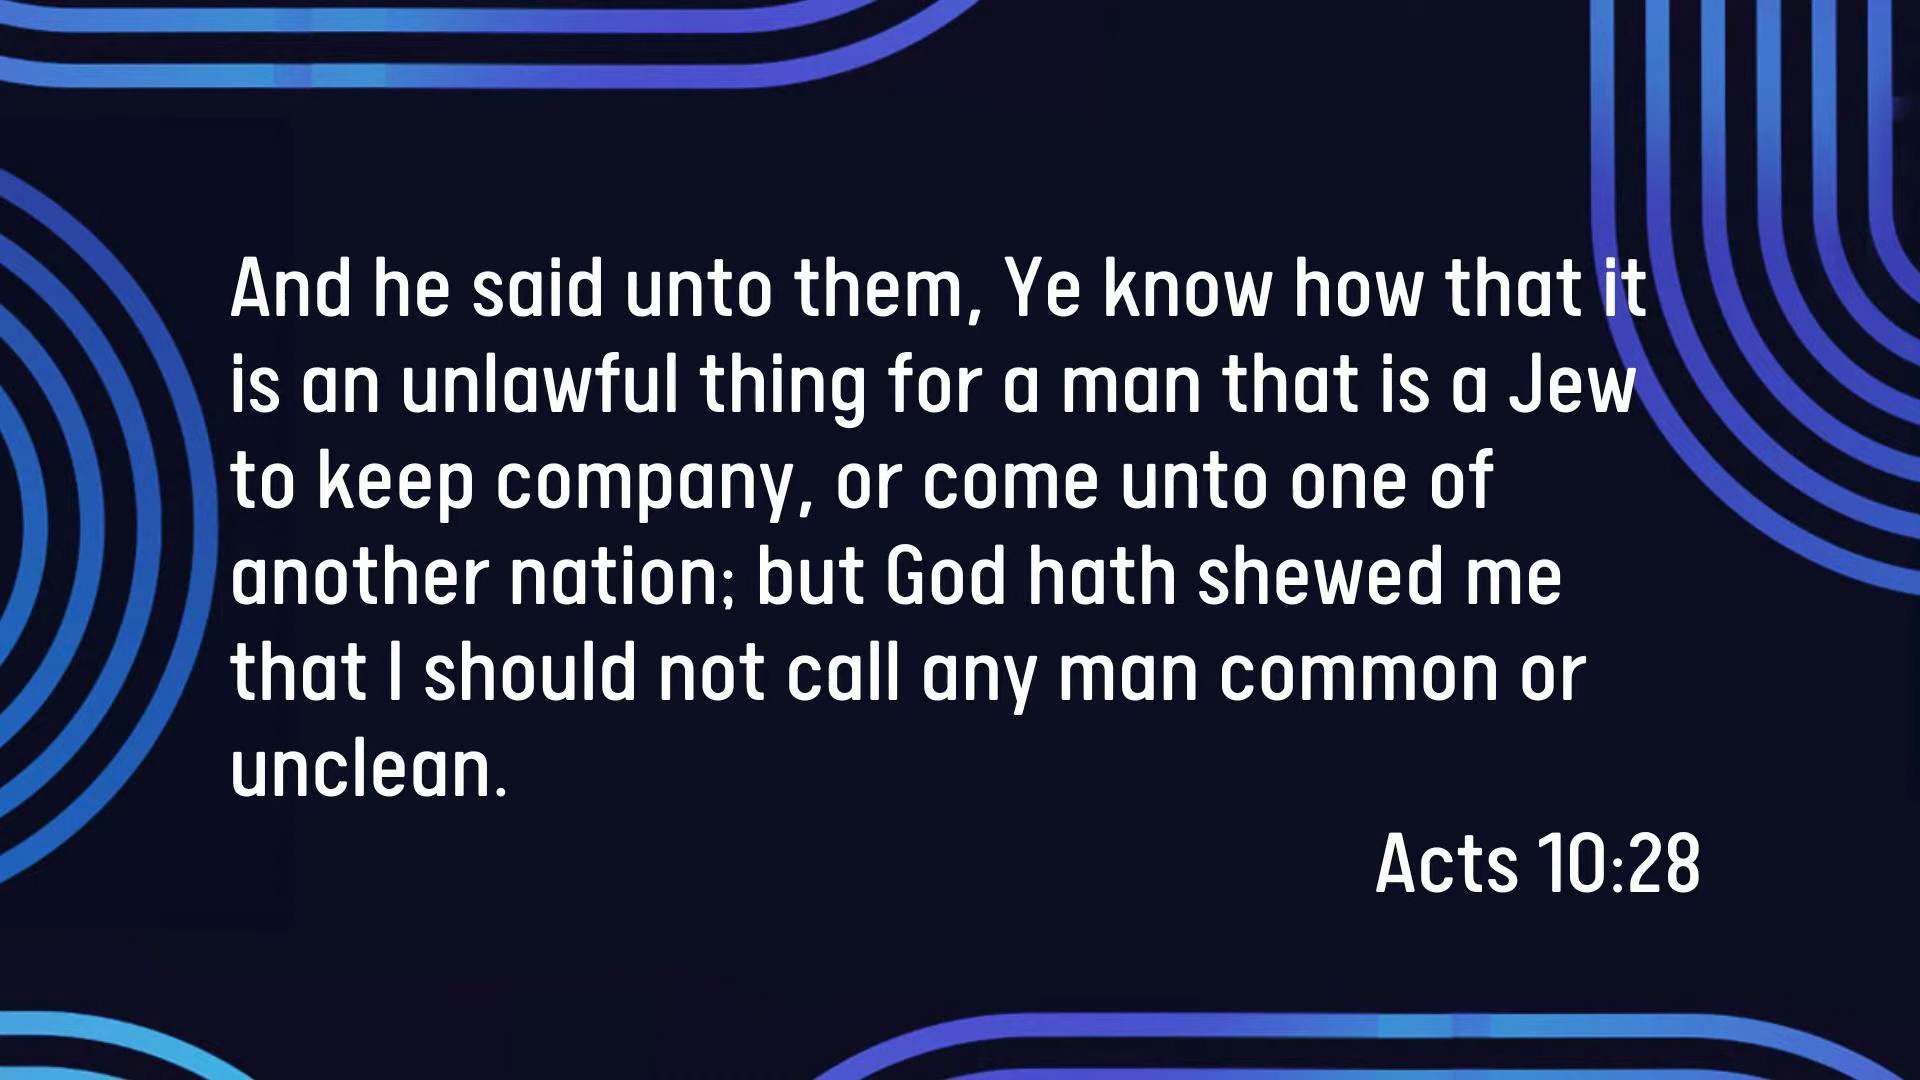 And he said unto them, Ye know how that it
is an unlawful thing for a man that is a Jew
to keep company, or come unto one of
another nation; but God hath shewed me
that I should not call any man common or
unclean.
Acts 10:28